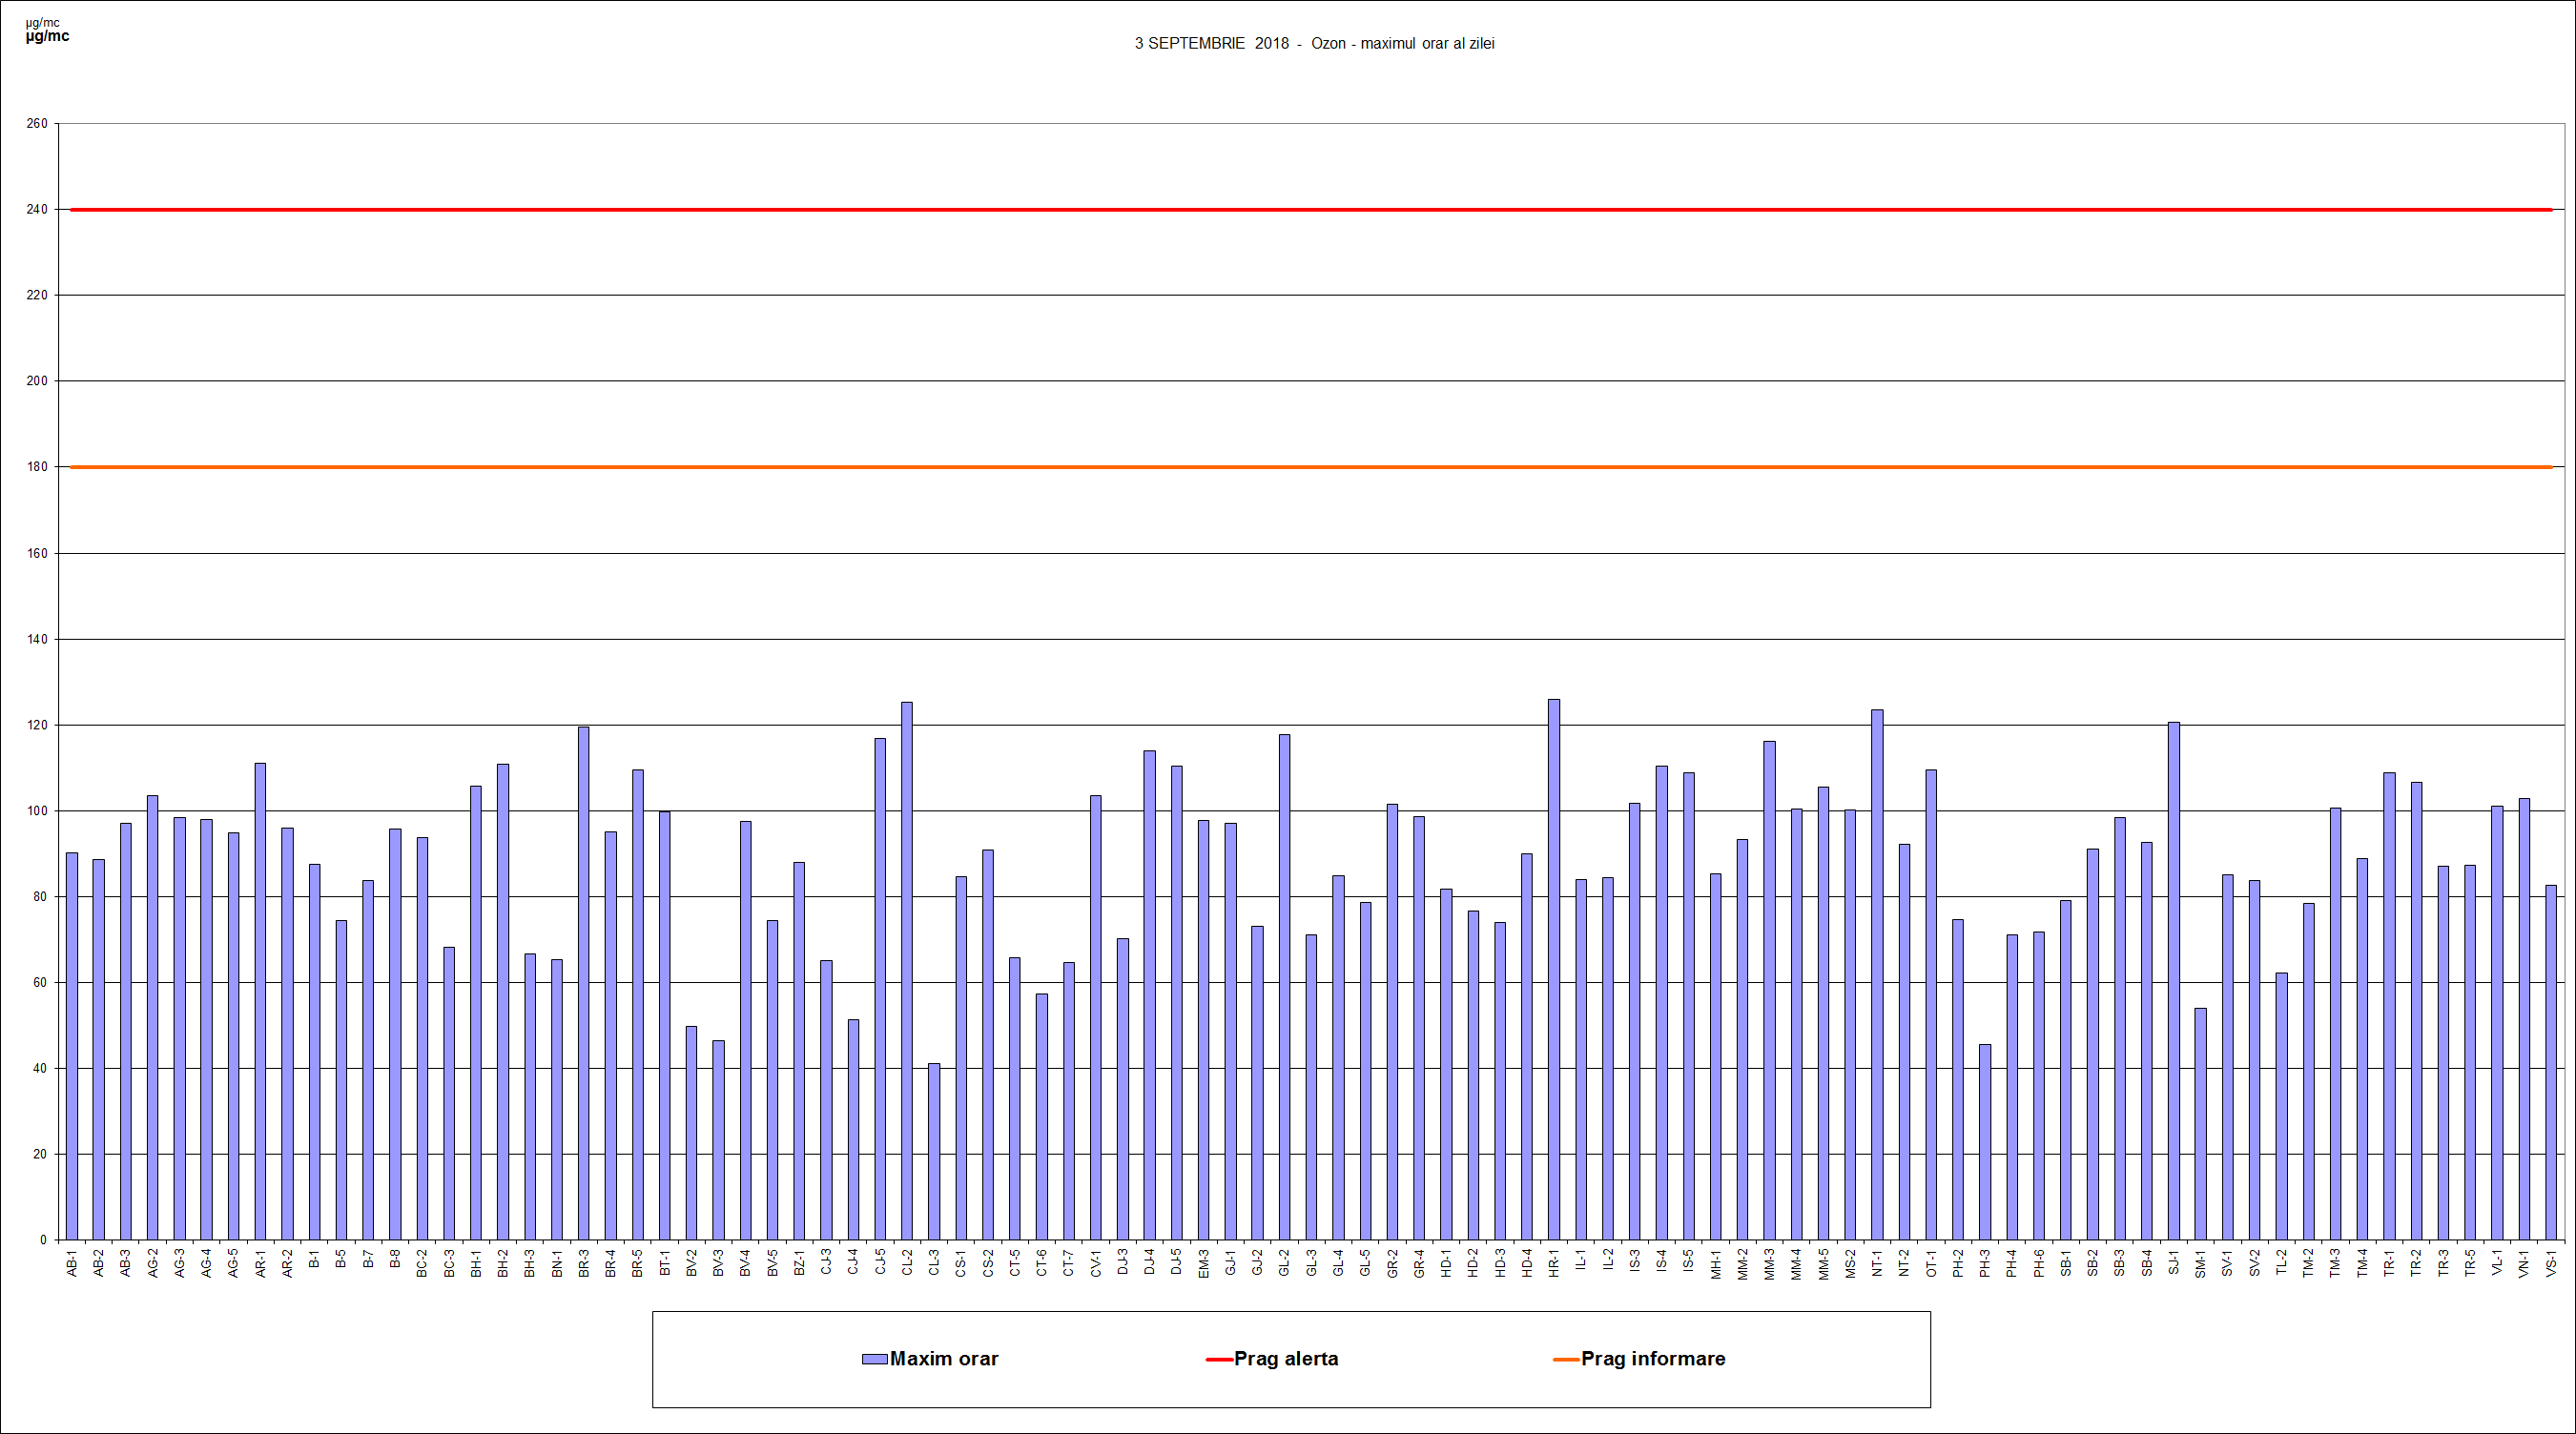 µg/mc
µg/mc
3 SEPTEMBRIE 2018 - Ozon - maximul orar al zilei
260
240
220
200
180
160
140
120
100
80
60
40
20
0
AB-1 AB-2 AB-3 AG-2 AG-3 AG-4 AG-5 AR-1 AR-2 B-1 B-5 B-7 B-8 BC-2 BC-3 BH-1 BH-2 BH-3 BN-1 BR-3 BR-4 BR-5 BT-1 BV-2 BV-3 BV-4 BV-5 BZ-1 CJ-3 CJ-4 CJ-5 CL-2 CL-3 CS-1 CS-2 CT-5 CT-6 CT-7 CV-1 DJ-3 DJ-4 DJ-5 EM-3 GJ-1 GJ-2 GL-2 GL-3 GL-4 GL-5 GR-2 GR-4 HD-1 HD-2 HD-3 HD-4 HR-1 IL-1 IL-2 IS-3 IS-4 IS-5 MH-1 MM-2 MM-3 MM-4 MM-5 MS-2 NT-1 NT-2 OT-1 PH-2 PH-3 PH-4 PH-6 SB-1 SB-2 SB-3 SB-4 SJ-1 SM-1 SV-1 SV-2 TL-2 TM-2 TM-3 TM-4 TR-1 TR-2 TR-3 TR-5 VL-1 VN-1 VS-1
Maxim orar Prag alerta Prag informare